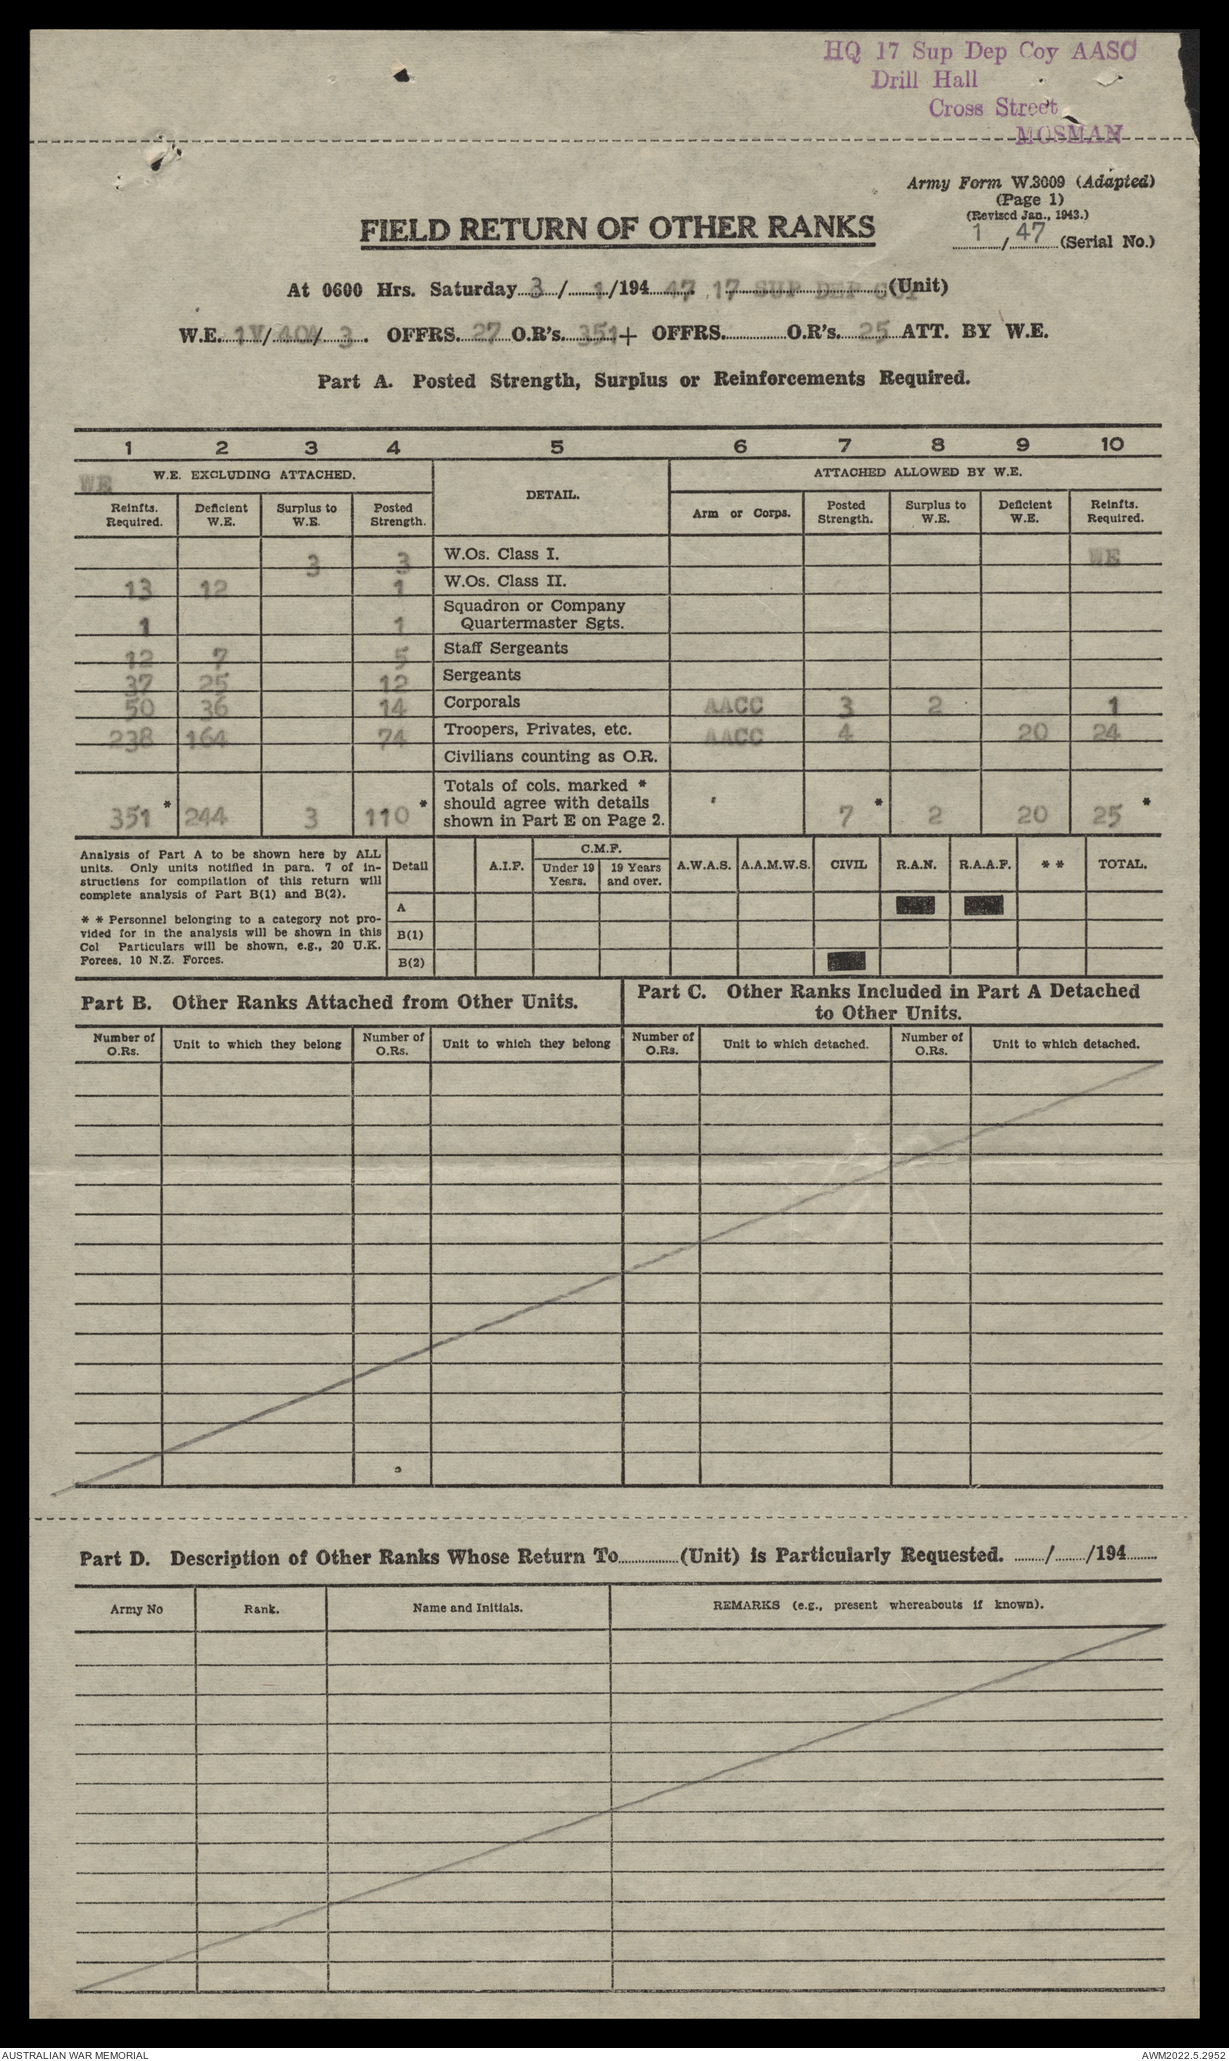 HQ 17 Sup Dep Coy AASC
Drill Hall
Cross Street
MOSMAN
Army Form W.3009 (Adapted)
(Page 1)
(Revised Jan., 1943.)
1 / 47 (Serial No.)
FIELD RETURN OF OTHER RANKS
At 0600 Hrs. Saturday 3 / 1 /194 47. 17 SUP DEP COY (Unit)
W.E. 1V/40A/ 3 . OFFRS. 27 O.R's. 351 + OFFRS. O.R's. 25 ATT. BY W.E.
Part A. Posted Strength, Surplus or Reinforcements Required.
1 2 3 4 5 6 7 8 9 10
WE W.E. EXCLUDING ATTACHED. DETAIL. ATTACHED ALLOWED BY W.E.
Reinfts. Required. Deficient W.E. Surplus to W.E. Posted Strength. Arm or Corps. Posted Strength. Surplus to W.E. Deficient W.E. Reinfts. Required.
3 3 W.Os. Class I. WE
13 12 1 W.Os. Class II.
1 1 Squadron or Company Quartermaster Sgts.
12 7 5 Staff Sergeants
37 25 12 Sergeants
50 36 14 Corporals AACC 3 2 1
238 164 74 Troopers, Privates, etc. AACC 4 20 24
Civilians counting as O.R.
351 * 244 3 110 * Totals of cols. marked * should agree with details shown in Part E on Page 2. 7 * 2 20 25 *
Analysis of Part A to be shown here by ALL
units. Only units notified in para. 7 of in-
structions for compilation of this return will
complete analysis of Part B(1) and B(2).
* * Personnel belonging to a category not pro-
vided for in the analysis will be shown in this
Col Particulars will be shown, e.g., 20 U.K.
Forces, 10 N.Z. Forces.
Detail A.I.F. C.M.F. Under 19 Years. 19 Years and over. A.W.A.S. A.A.M.W.S. CIVIL R.A.N. R.A.A.F. * * TOTAL.
A
B(1)
B(2)
Part B. Other Ranks Attached from Other Units.
Part C. Other Ranks Included in Part A Detached
to Other Units.
Number of O.Rs. Unit to which they belong Number of O.Rs. Unit to which they belong Number of O.Rs. Unit to which detached. Number of O.Rs. Unit to which detached.
Part D. Description of Other Ranks Whose Return To (Unit) is Particularly Requested. / /194
Army No Rank. Name and Initials. REMARKS (e.g., present whereabouts if known).
AUSTRALIAN WAR MEMORIAL AWM2022.5.2952